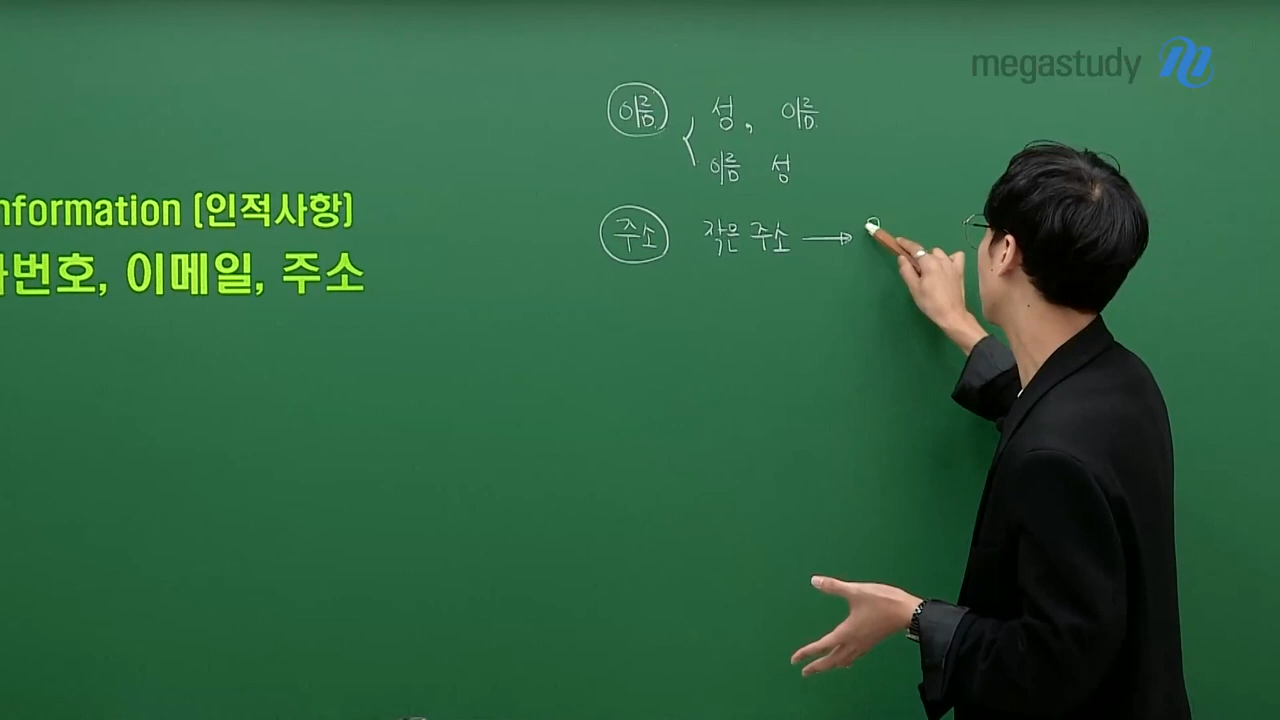 megastudy
nformation (인적사항)
번호, 이메일, 주소
이름 성, 이름
이름 성
주소 작은 주소 →